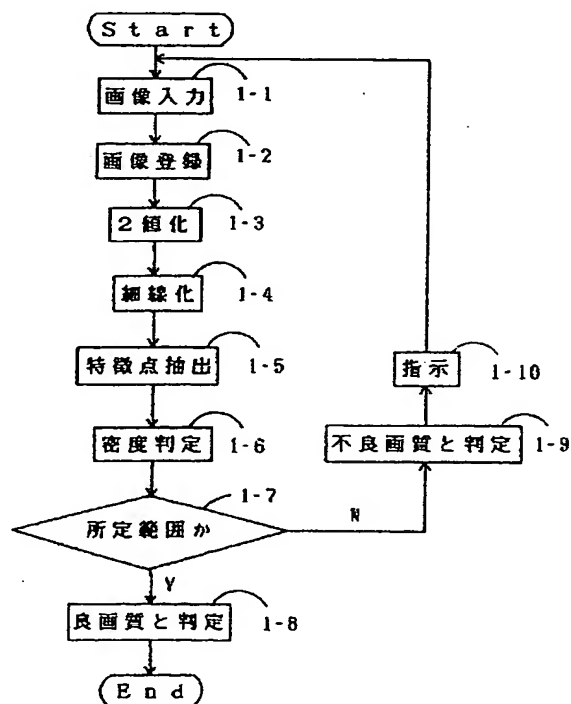 Start
画像入力
1-1
画像登録
1-2
2値化
1-3
細線化
1-4
特徴点抽出
1-5
密度判定
1-6
所定範囲か
1-7
N
Y
良画質と判定
1-8
End
不良画質と判定
1-9
指示
1-10